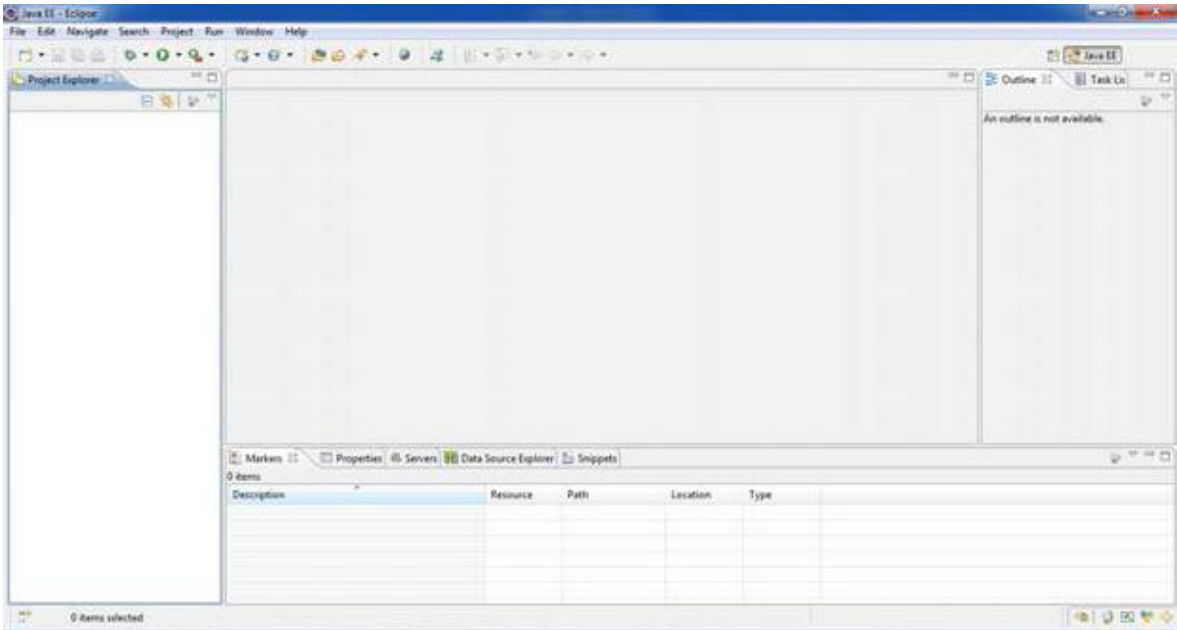 Java EE - Eclipse
File Edit Navigate Search Project Run Window Help
Java EE
Project Explorer
Outline Task Lis
An outline is not available.
Markers Properties Servers Data Source Explorer Snippets
0 items
Description Resource Path Location Type
0 items selected